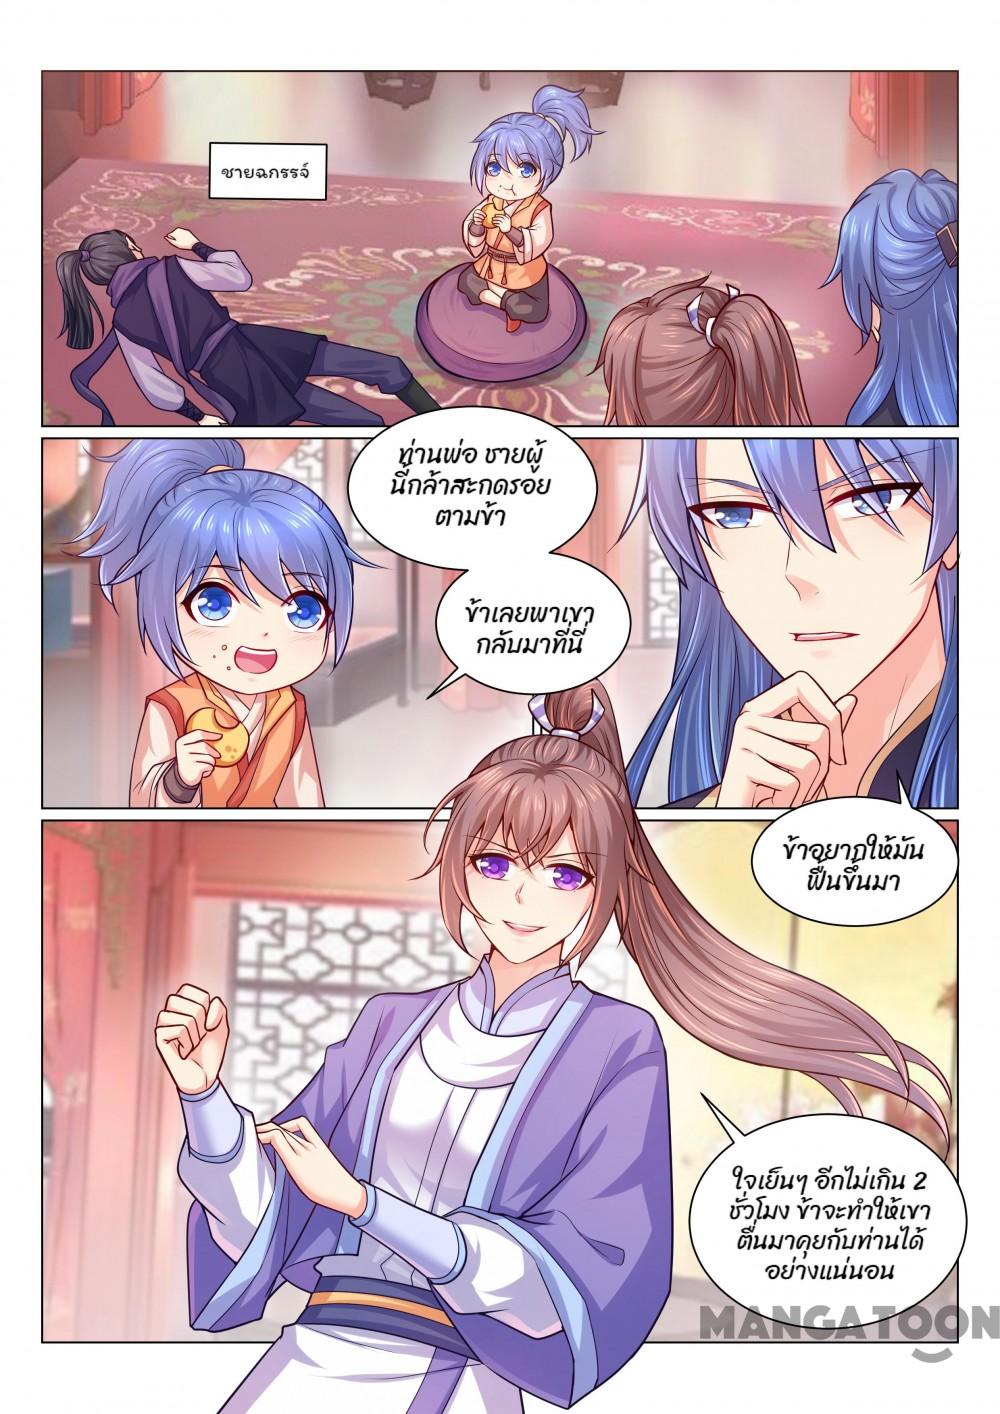 ชายฉกรรจ์
ท่านพ่อ ชายผู้
นี้กล้าสะกดรอย
ตามข้า
ข้าเลยพาเขา
กลับมาที่นี่
ข้าอยากให้มัน
ฟื้นขึ้นมา
ใจเย็นๆ อีกไม่เกิน 2
ชั่วโมง ข้าจะทำให้เขา
ตื่นมาคุยกับท่านได้
อย่างแน่นอน
MANGATOON